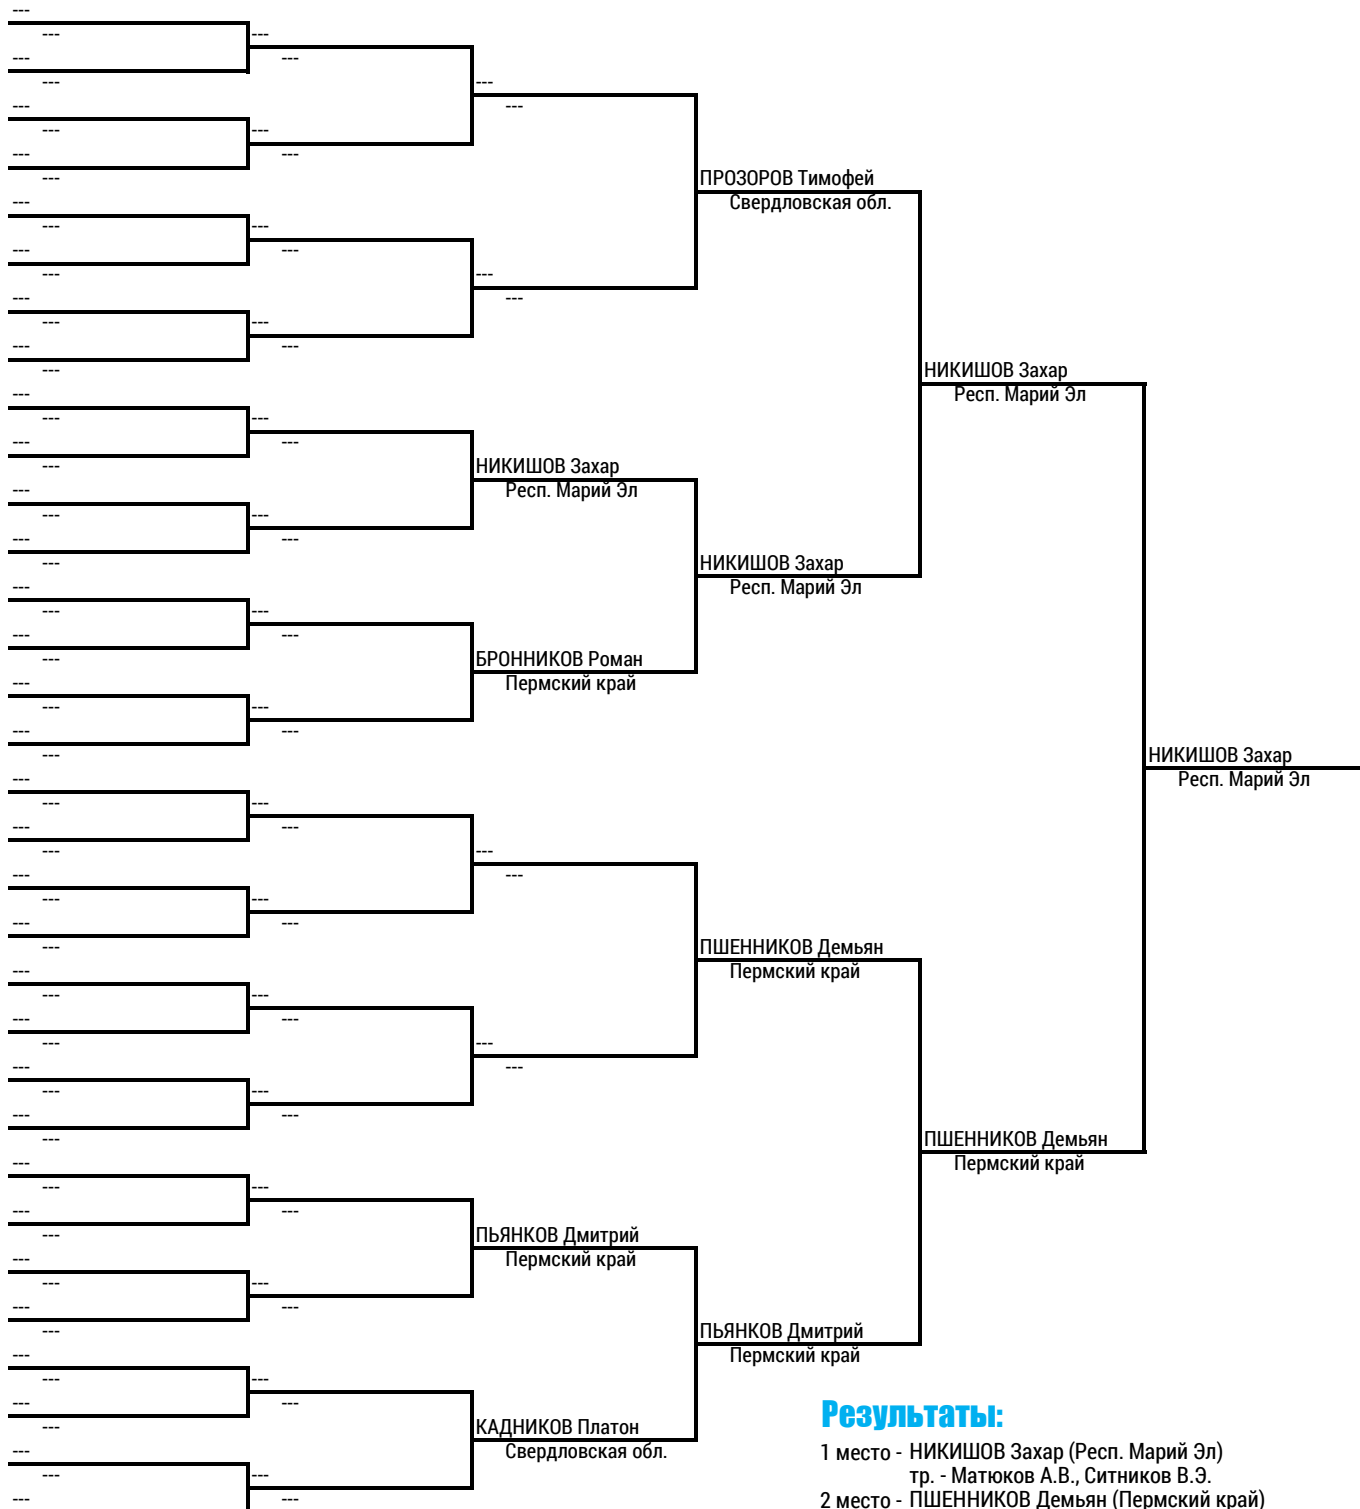 ---
--- ---
--- ---
--- ---
--- ---
--- ---
--- ---
--- ПРОЗОРОВ Тимофей
--- Свердловская обл.
--- ---
--- ---
--- ---
--- ---
--- ---
--- ---
--- НИКИШОВ Захар
--- Респ. Марий Эл
--- ---
--- ---
--- НИКИШОВ Захар
--- Респ. Марий Эл
--- ---
--- ---
--- НИКИШОВ Захар
--- Респ. Марий Эл
--- ---
--- ---
--- БРОННИКОВ Роман
--- Пермский край
--- ---
--- ---
--- НИКИШОВ Захар
--- Респ. Марий Эл
--- ---
--- ---
--- ---
--- ---
--- ---
--- ---
--- ПШЕННИКОВ Демьян
--- Пермский край
--- ---
--- ---
--- ---
--- ---
--- ---
--- ---
--- ПШЕННИКОВ Демьян
--- Пермский край
--- ---
--- ---
--- ПЬЯНКОВ Дмитрий
--- Пермский край
--- ---
--- ---
--- ПЬЯНКОВ Дмитрий
--- Пермский край
--- ---
--- ---
--- КАДНИКОВ Платон
--- Свердловская обл.
--- ---
--- ---
Результаты:
1 место - НИКИШОВ Захар (Респ. Марий Эл)
тр. - Матюков А.В., Ситников В.Э.
2 место - ПШЕННИКОВ Демьян (Пермский край)